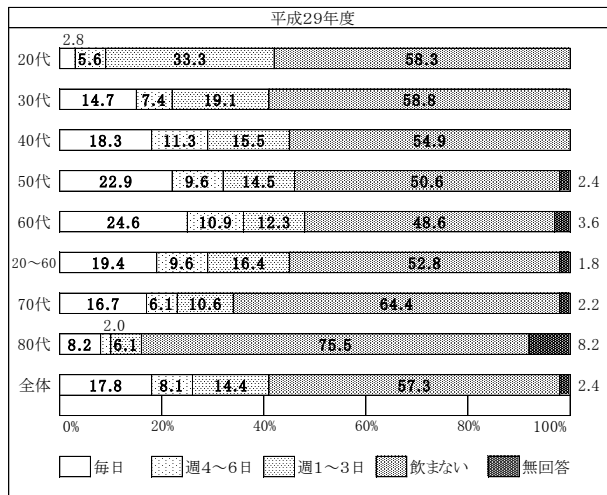 平成29年度
2.8
20代 5.6 33.3 58.3
30代 14.7 7.4 19.1 58.8
40代 18.3 11.3 15.5 54.9
50代 22.9 9.6 14.5 50.6 2.4
60代 24.6 10.9 12.3 48.6 3.6
20～60 19.4 9.6 16.4 52.8 1.8
70代 16.7 6.1 10.6 64.4 2.2
2.0
80代 8.2 6.1 75.5 8.2
全体 17.8 8.1 14.4 57.3 2.4
0% 20% 40% 60% 80% 100%
毎日 週4～6日 週1～3日 飲まない 無回答